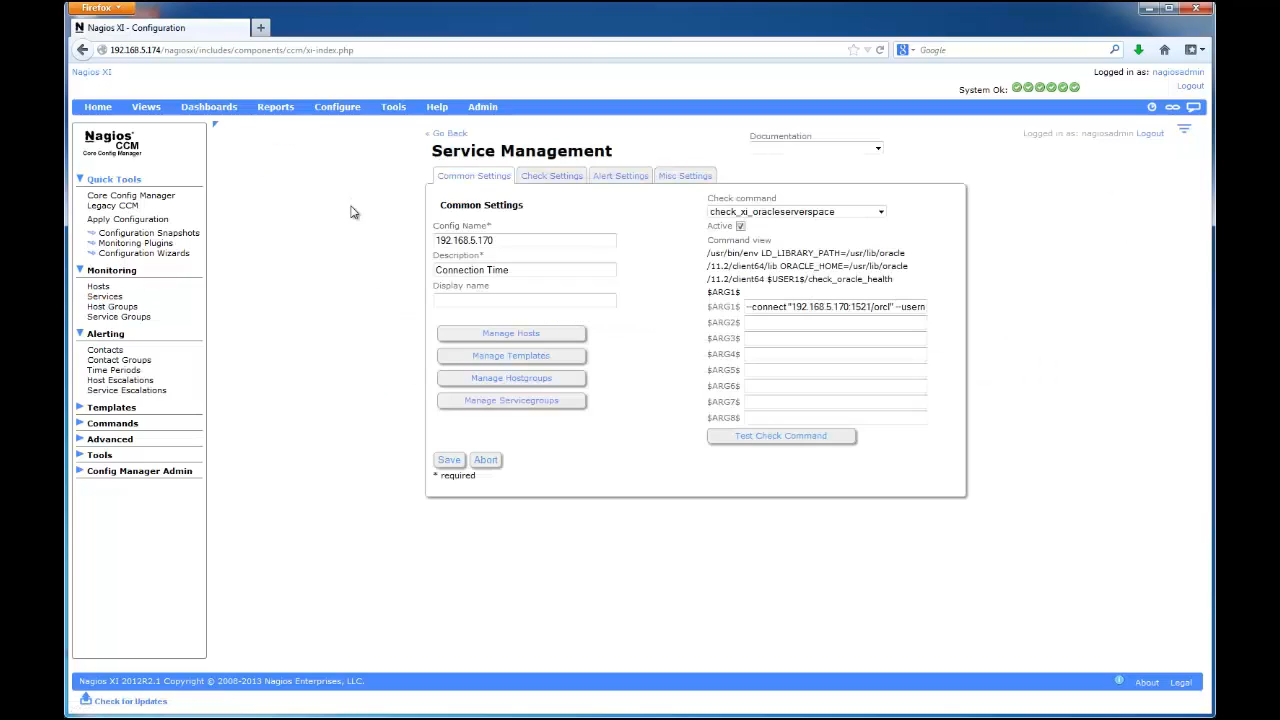 Firefox
Nagios XI - Configuration
192.168.5.174/nagiosxi/includes/components/ccm/xi-index.php
Google
Nagios XI
Logged in as: nagiosadmin
System Ok:
Logout
Home Views Dashboards Reports Configure Tools Help Admin
Nagios
CCM
Core Config Manager
Quick Tools
Core Config Manager
Legacy CCM
Apply Configuration
Configuration Snapshots
Monitoring Plugins
Configuration Wizards
Monitoring
Hosts
Services
Host Groups
Service Groups
Alerting
Contacts
Contact Groups
Time Periods
Host Escalations
Service Escalations
Templates
Commands
Advanced
Tools
Config Manager Admin
« Go Back
Documentation
Logged in as: nagiosadmin Logout
Service Management
Common Settings Check Settings Alert Settings Misc Settings
Common Settings
Config Name*
192.168.5.170
Description*
Connection Time
Display name
Manage Hosts
Manage Templates
Manage Hostgroups
Manage Servicegroups
Save Abort
* required
Check command
check_xi_oracleserverspace
Active
Command view
/usr/bin/env LD_LIBRARY_PATH=/usr/lib/oracle
/11.2/client64/lib ORACLE_HOME=/usr/lib/oracle
/11.2/client64 $USER1$/check_oracle_health
$ARG1$
$ARG1$ --connect "192.168.5.170:1521/orcl" --usern
$ARG2$
$ARG3$
$ARG4$
$ARG5$
$ARG6$
$ARG7$
$ARG8$
Test Check Command
Nagios XI 2012R2.1 Copyright © 2008-2013 Nagios Enterprises, LLC.
About Legal
Check for Updates